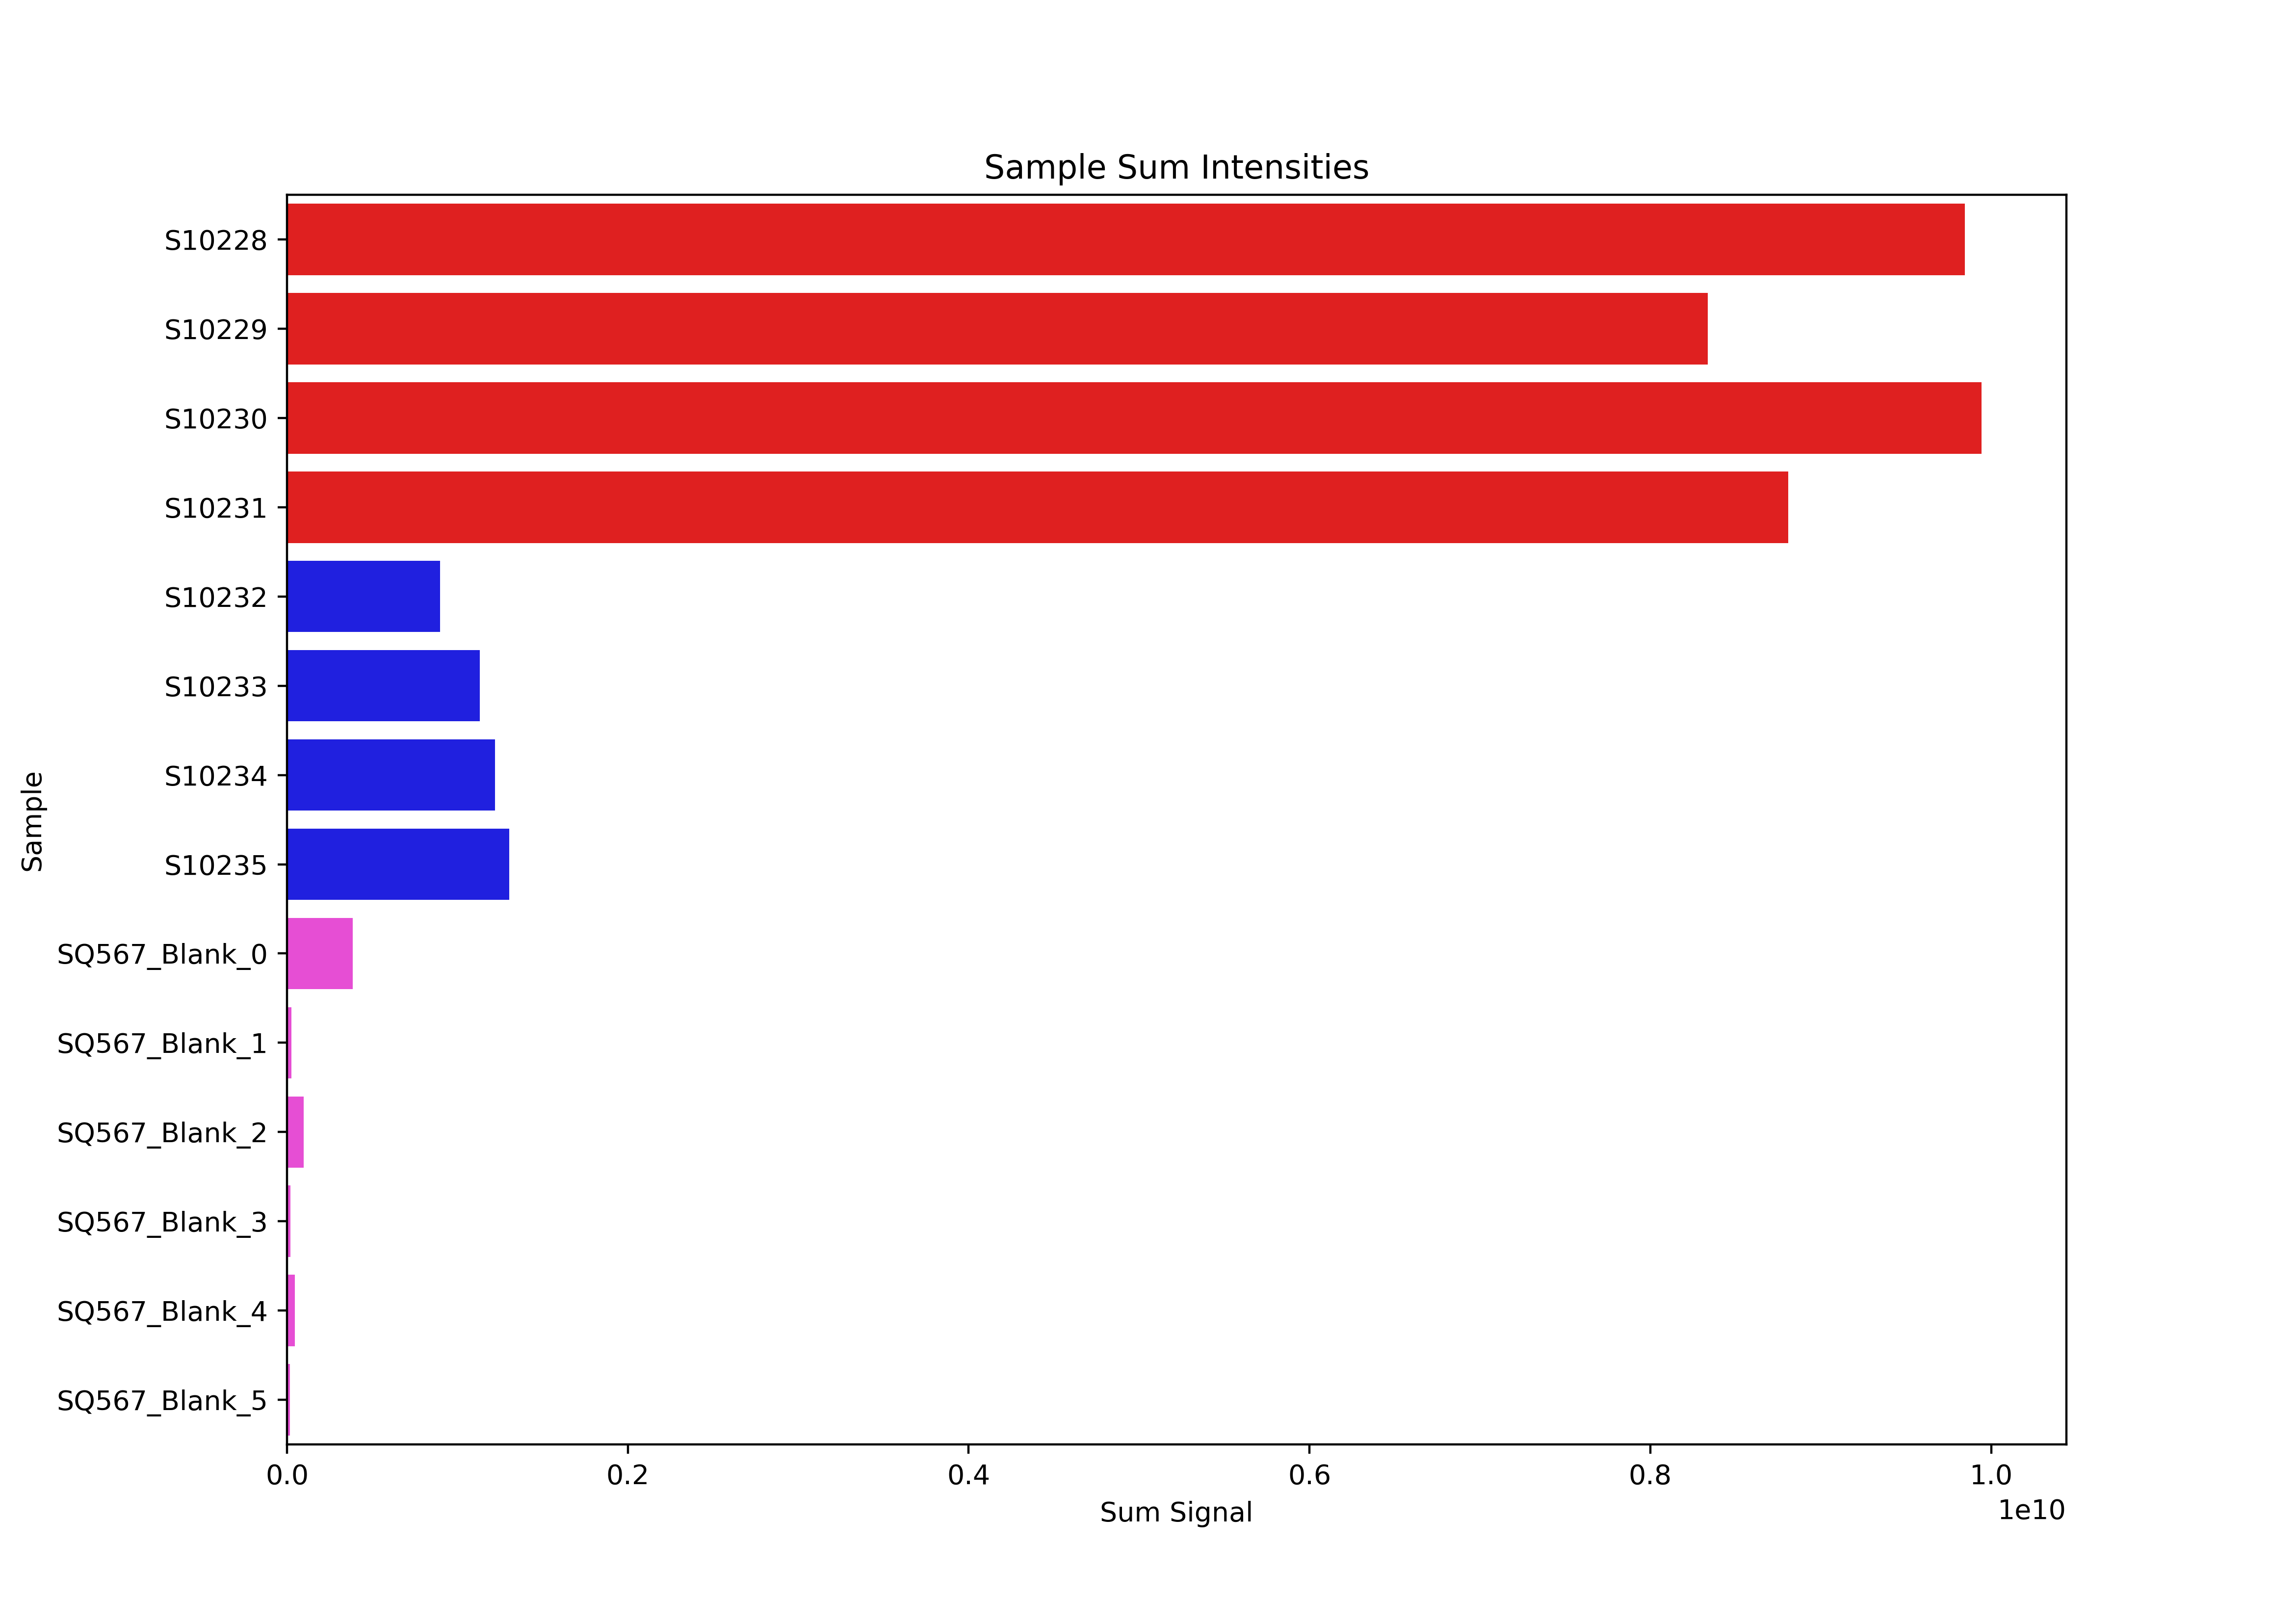 Sample Sum Intensities
S10228
S10229
S10230
S10231
S10232
S10233
S10234
S10235
SQ567_Blank_0
SQ567_Blank_1
SQ567_Blank_2
SQ567_Blank_3
SQ567_Blank_4
SQ567_Blank_5
Sample
0.0 0.2 0.4 0.6 0.8 1.0
1e10
Sum Signal